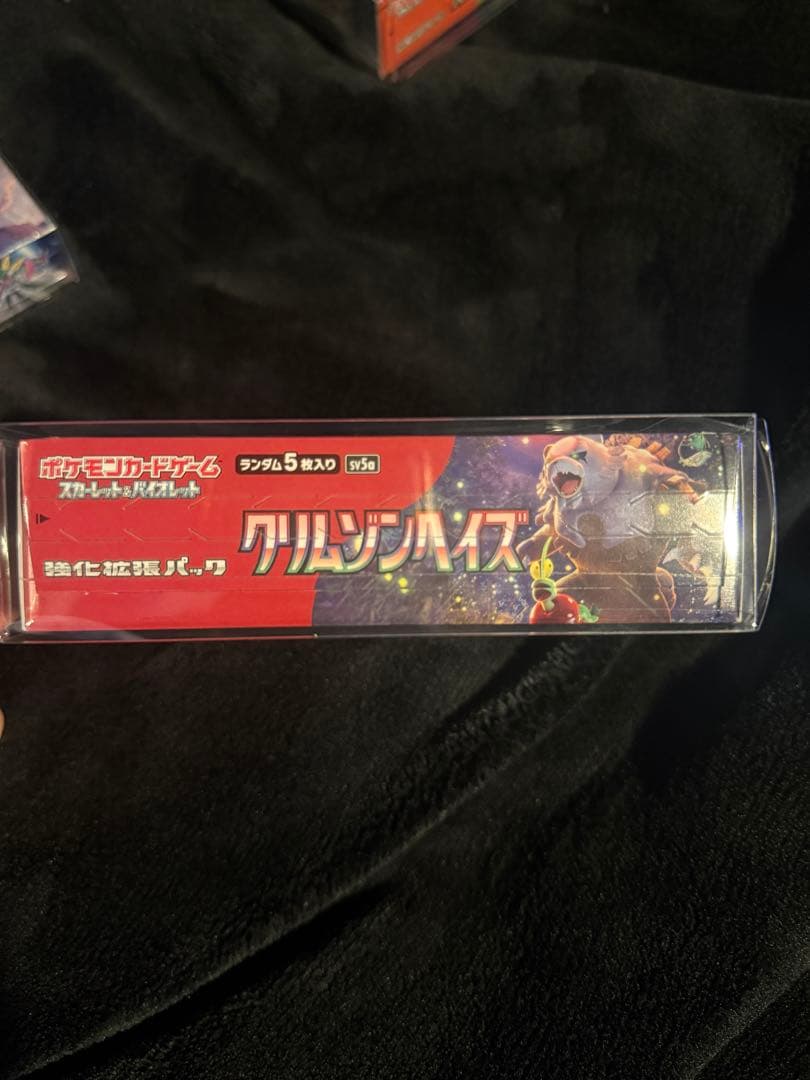 ポケモンカードゲーム
スカーレット&バイオレット
ランダム5枚入り
sv5a
強化拡張パック
クリムゾンヘイズ